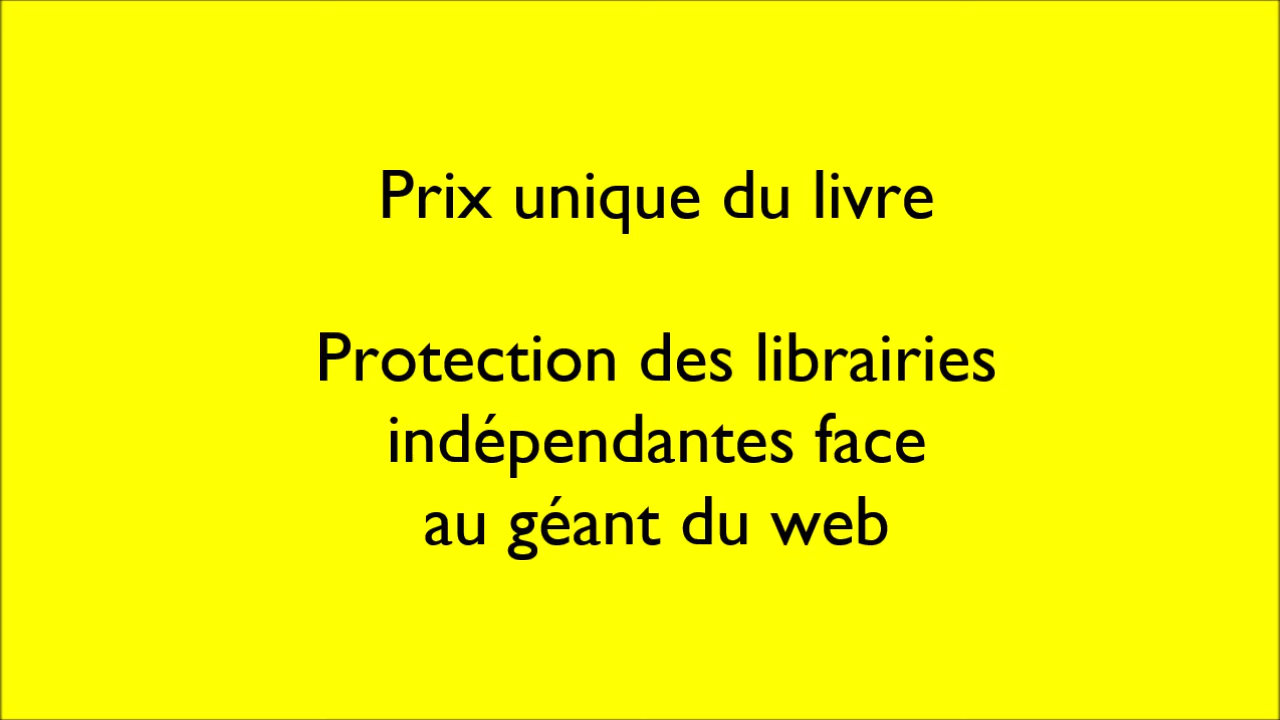 Prix unique du livre
Protection des librairies
indépendantes face
au géant du web